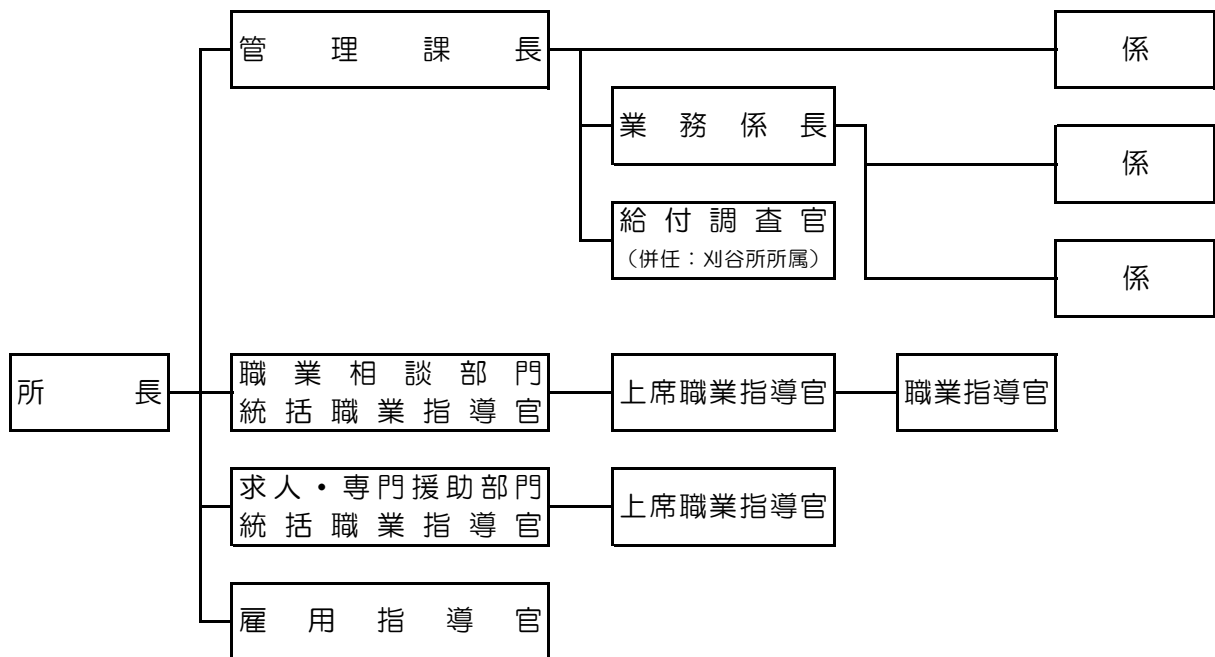 管理課長
係
業務係長
係
給付調査官
（併任：刈谷所所属）
係
所長
職業相談部門
統括職業指導官
上席職業指導官
職業指導官
求人・専門援助部門
統括職業指導官
上席職業指導官
雇用指導官